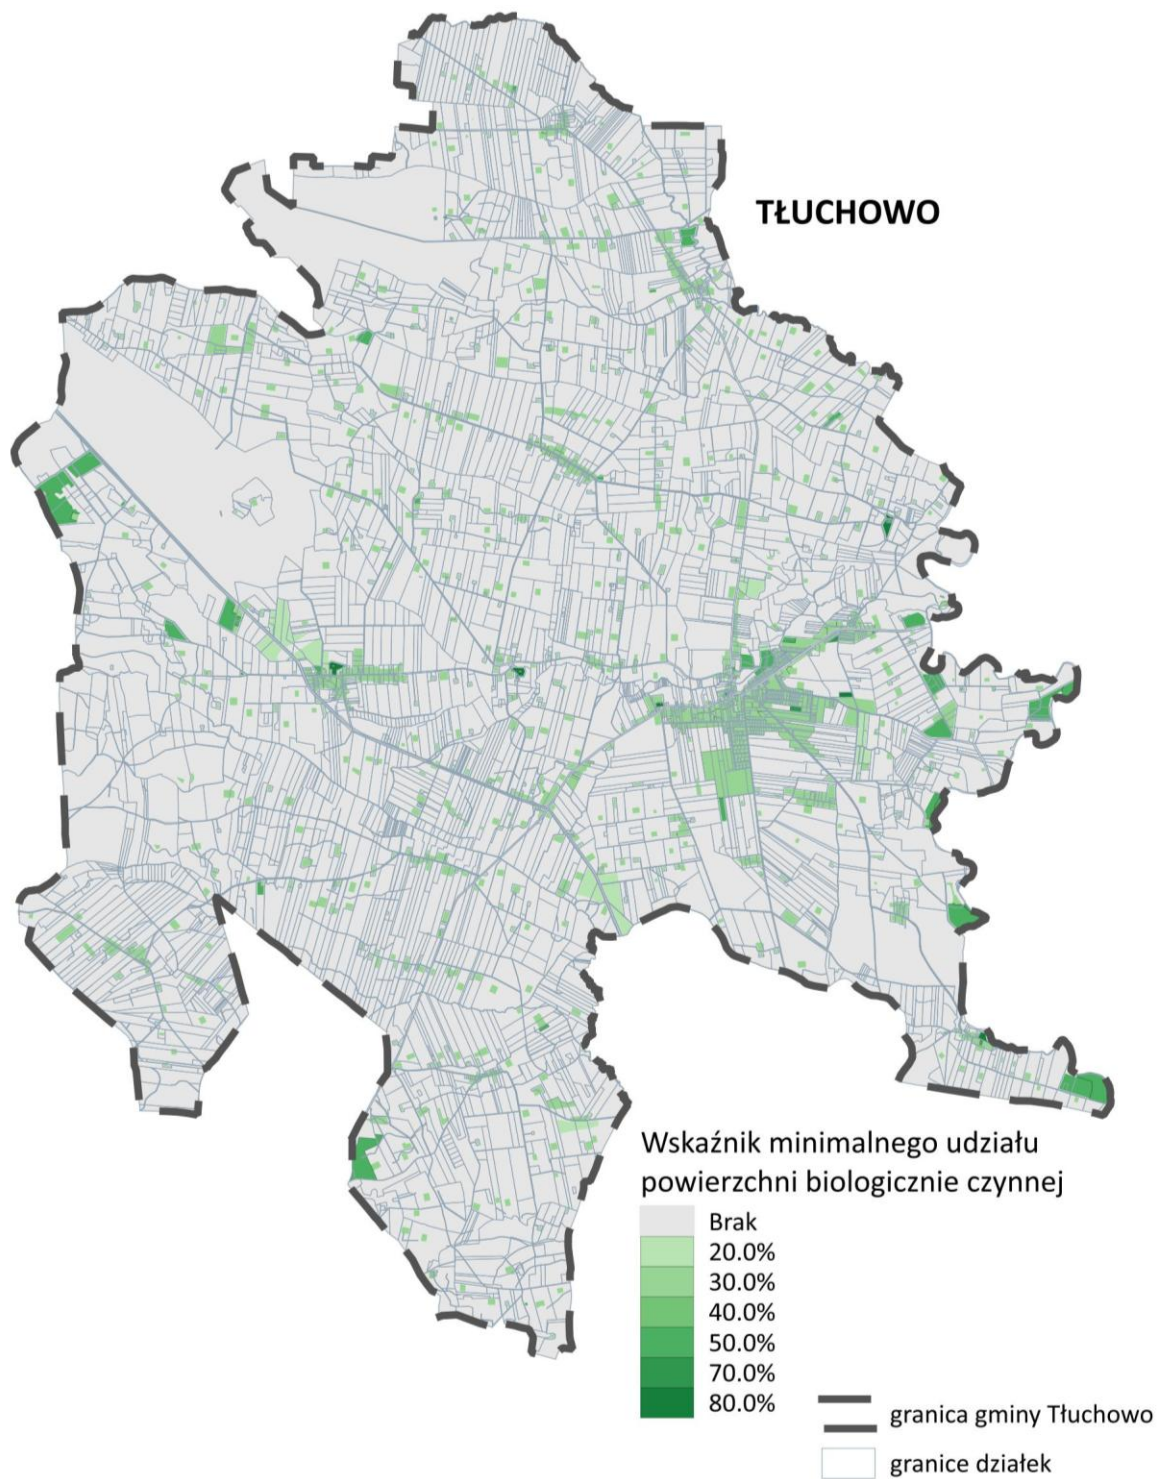 TŁUCHOWO
Wskaźnik minimalnego udziału
powierzchni biologicznie czynnej
Brak
20.0%
30.0%
40.0%
50.0%
70.0%
80.0%
granica gminy Tłuchowo
granice działek